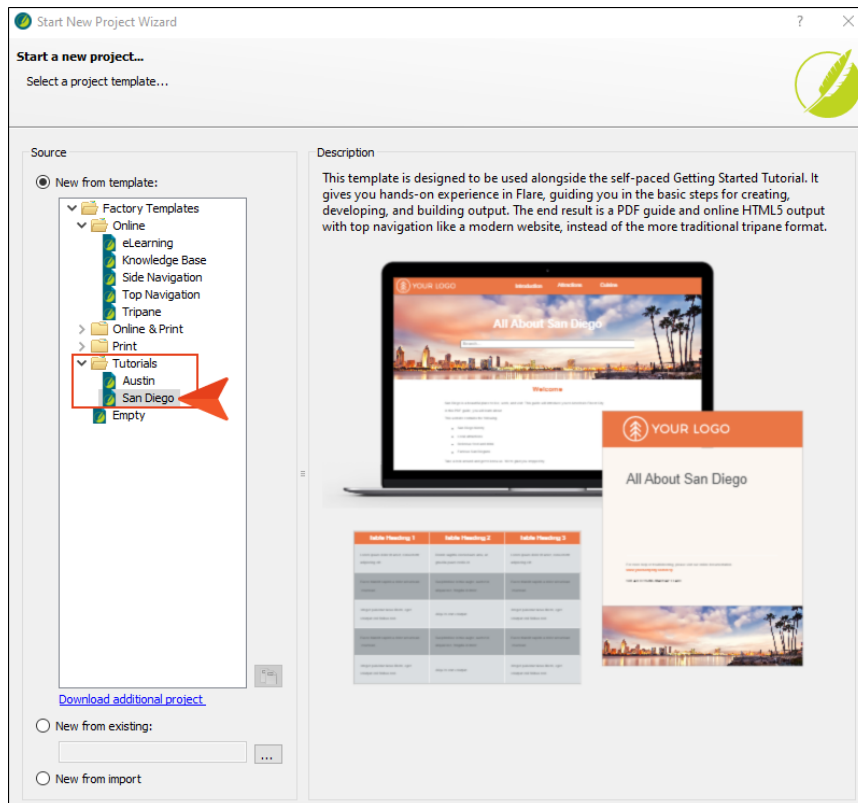 Start New Project Wizard
?
Start a new project...
Select a project template...
Source
New from template:
Factory Templates
Online
eLearning
Knowledge Base
Side Navigation
Top Navigation
Tripane
Online & Print
Print
Tutorials
Austin
San Diego
Empty
Download additional project
New from existing:
...
New from import
Description
This template is designed to be used alongside the self-paced Getting Started Tutorial. It
gives you hands-on experience in Flare, guiding you in the basic steps for creating,
developing, and building output. The end result is a PDF guide and online HTML5 output
with top navigation like a modern website, instead of the more traditional tripane format.
YOUR LOGO
Introduction Attractions Cuisine
All About San Diego
Search...
Welcome
YOUR LOGO
All About San Diego
Table Heading 1 Table Heading 2 Table Heading 3